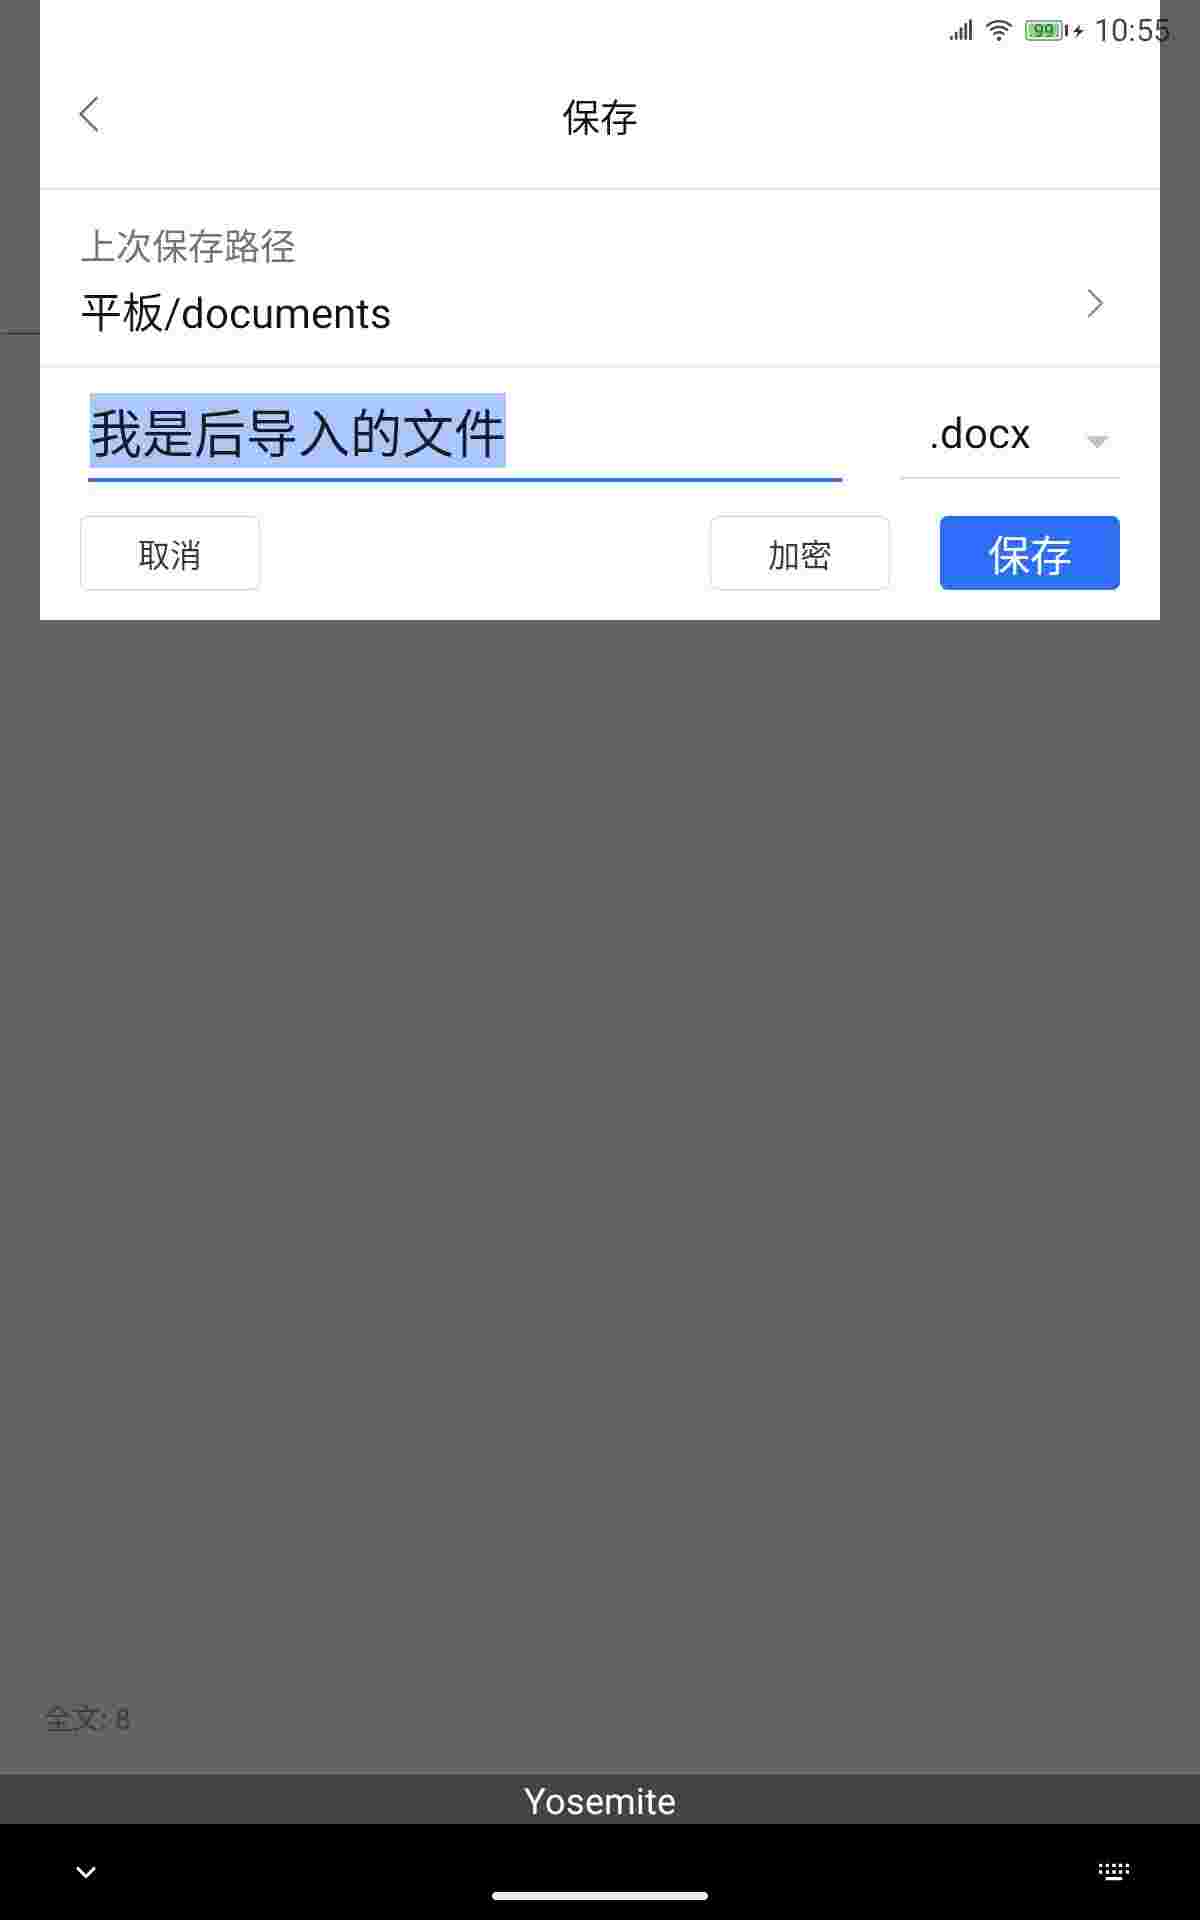 99 10:55
保存
上次保存路径
平板/documents
我是后导入的文件 .docx
取消 加密 保存
全文: 8
Yosemite